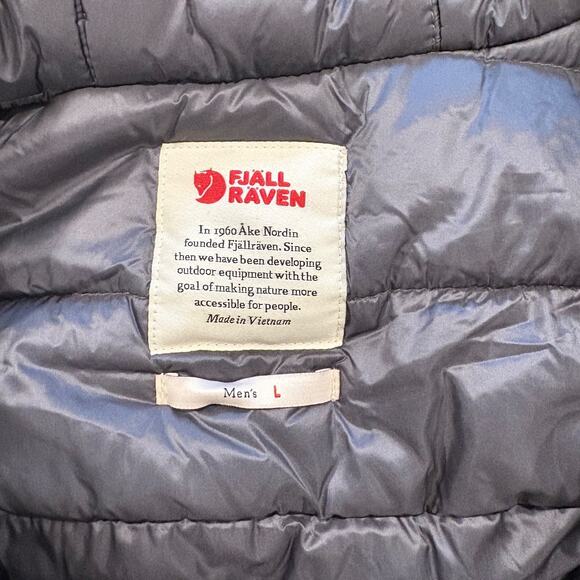 FJÄLL
RÄVEN
In 1960 Åke Nordin
founded Fjällräven. Since
then we have been developing
outdoor equipment with the
goal of making nature more
accessible for people.
Made in Vietnam
Men's L